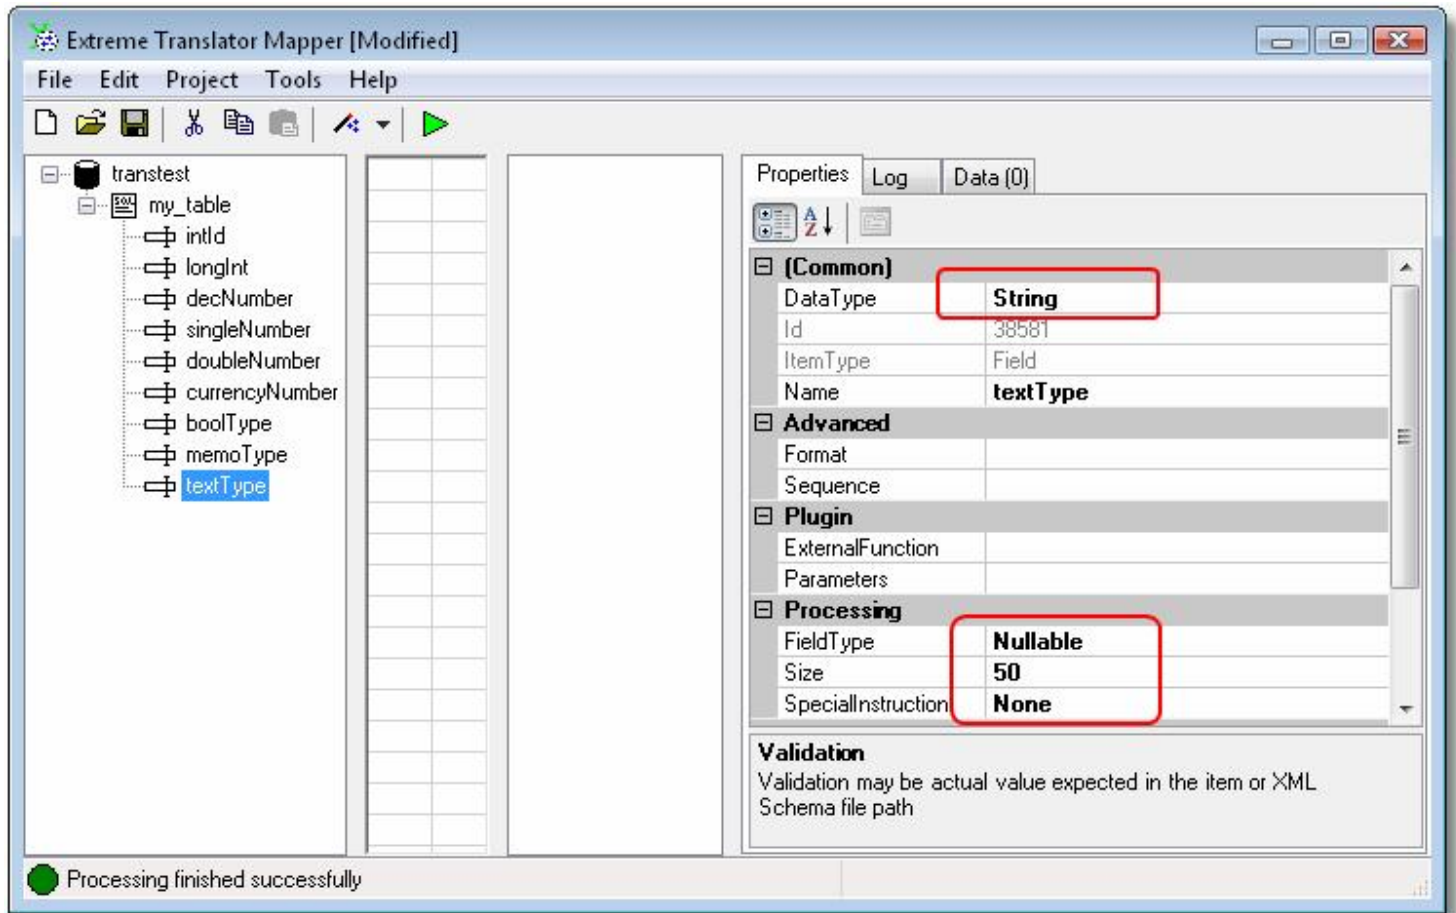 Extreme Translator Mapper [Modified]
File Edit Project Tools Help
transtest
my_table
intId
longInt
decNumber
singleNumber
doubleNumber
currencyNumber
boolType
memoType
textType
Properties Log Data (0)
(Common)
DataType String
Id 38581
ItemType Field
Name textType
Advanced
Format
Sequence
Plugin
ExternalFunction
Parameters
Processing
FieldType Nullable
Size 50
SpecialInstruction None
Validation
Validation may be actual value expected in the item or XML
Schema file path
Processing finished successfully